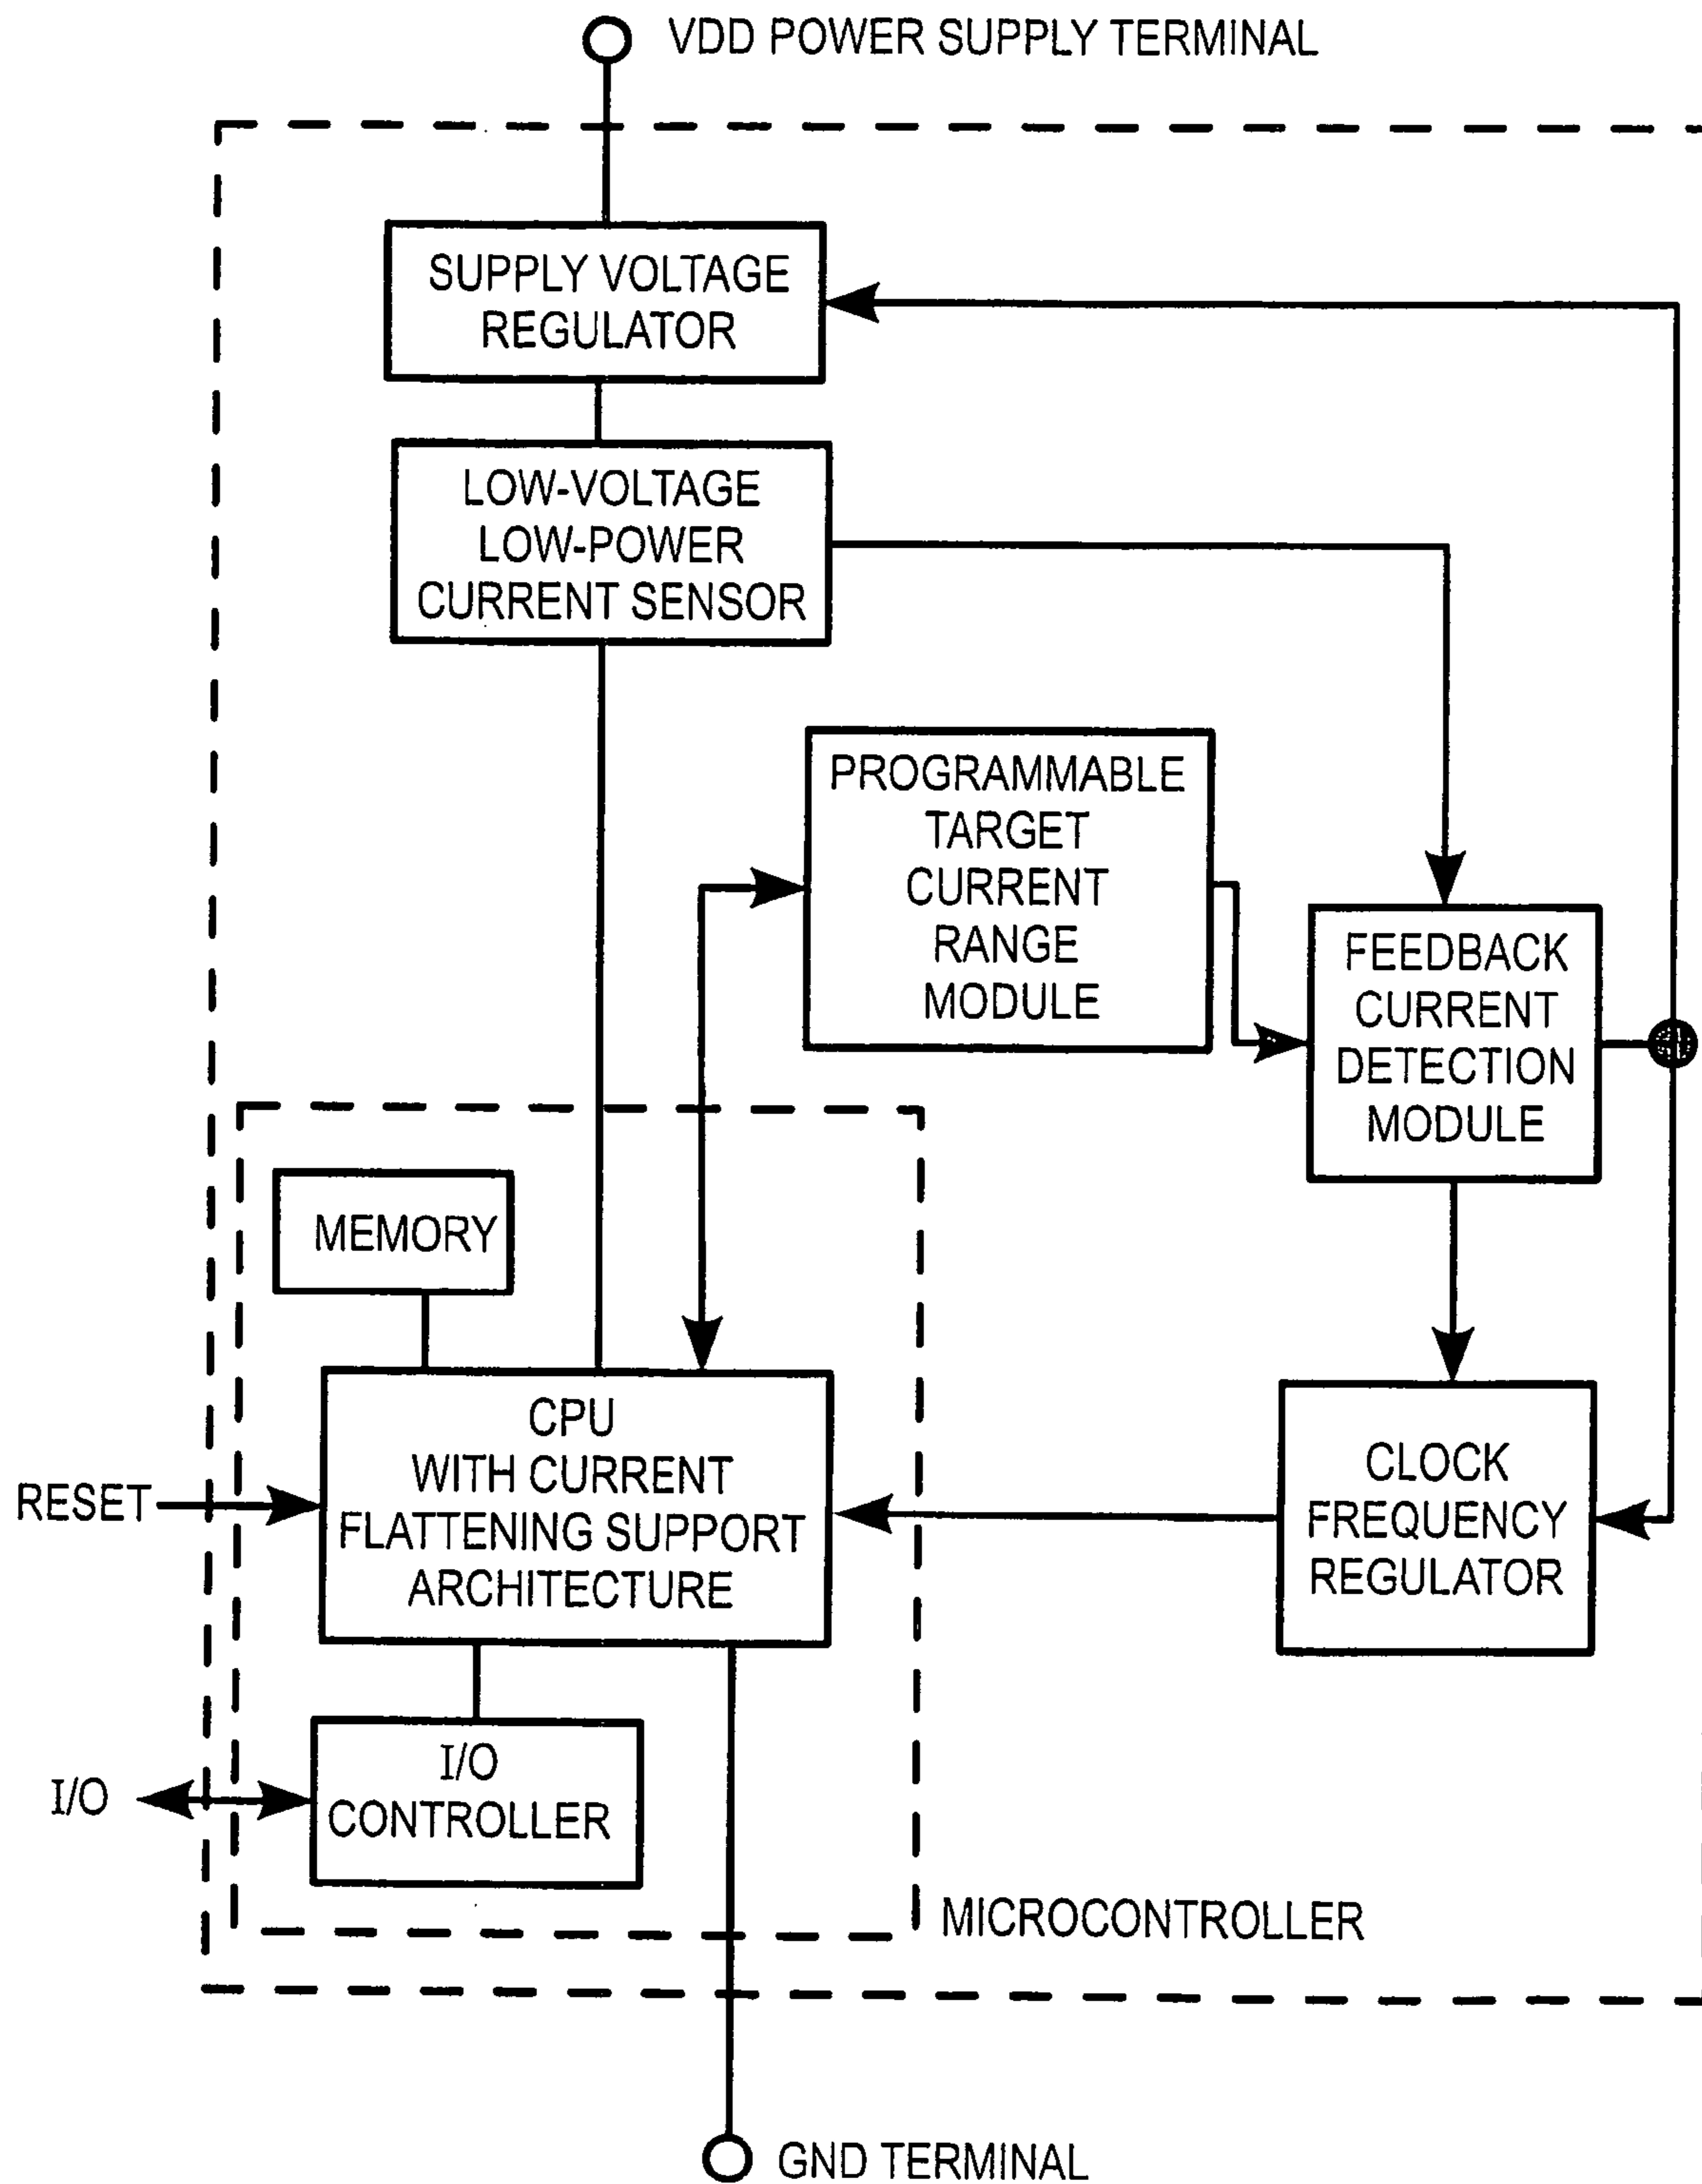 VDD POWER SUPPLY TERMINAL
SUPPLY VOLTAGE
REGULATOR
LOW-VOLTAGE
LOW-POWER
CURRENT SENSOR
PROGRAMMABLE
TARGET
CURRENT
RANGE
MODULE
FEEDBACK
CURRENT
DETECTION
MODULE
MEMORY
CPU
WITH CURRENT
FLATTENING SUPPORT
ARCHITECTURE
RESET
CLOCK
FREQUENCY
REGULATOR
I/O
I/O
CONTROLLER
MICROCONTROLLER
GND TERMINAL